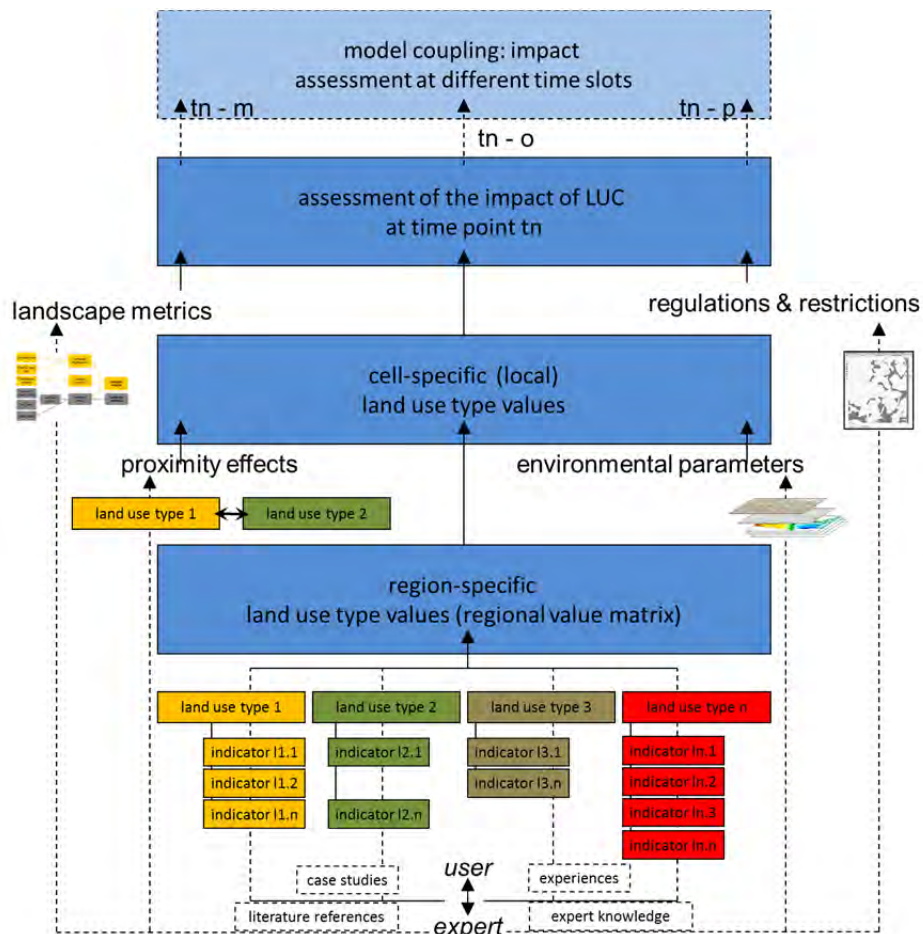 model coupling: impact
assessment at different time slots
tn - m
tn - p
tn - o
assessment of the impact of LUC
at time point tn
landscape metrics
regulations & restrictions
cell-specific (local)
land use type values
proximity effects
environmental parameters
land use type 1
land use type 2
region-specific
land use type values (regional value matrix)
land use type 1
land use type 2
land use type 3
land use type n
indicator I1.1
indicator I2.1
indicator I3.1
indicator In.1
indicator I1.2
indicator I3.n
indicator In.2
indicator I1.n
indicator I2.n
indicator In.3
indicator In.n
user
case studies
experiences
literature references
expert knowledge
expert